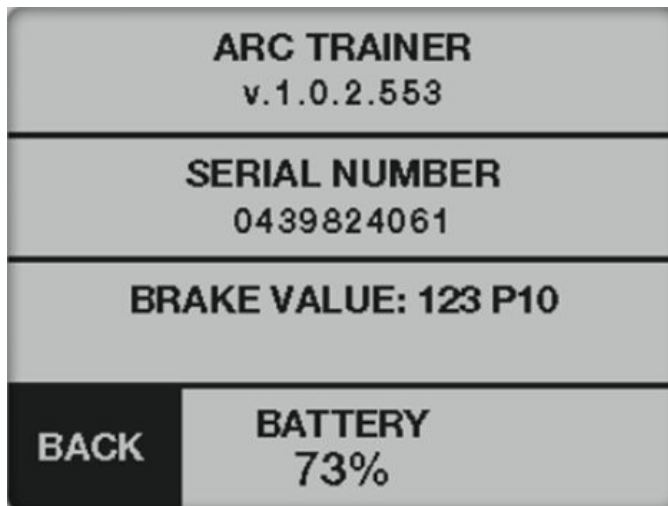 ARC TRAINER
v.1.0.2.553
SERIAL NUMBER
0439824061
BRAKE VALUE: 123 P10
BACK
BATTERY
73%